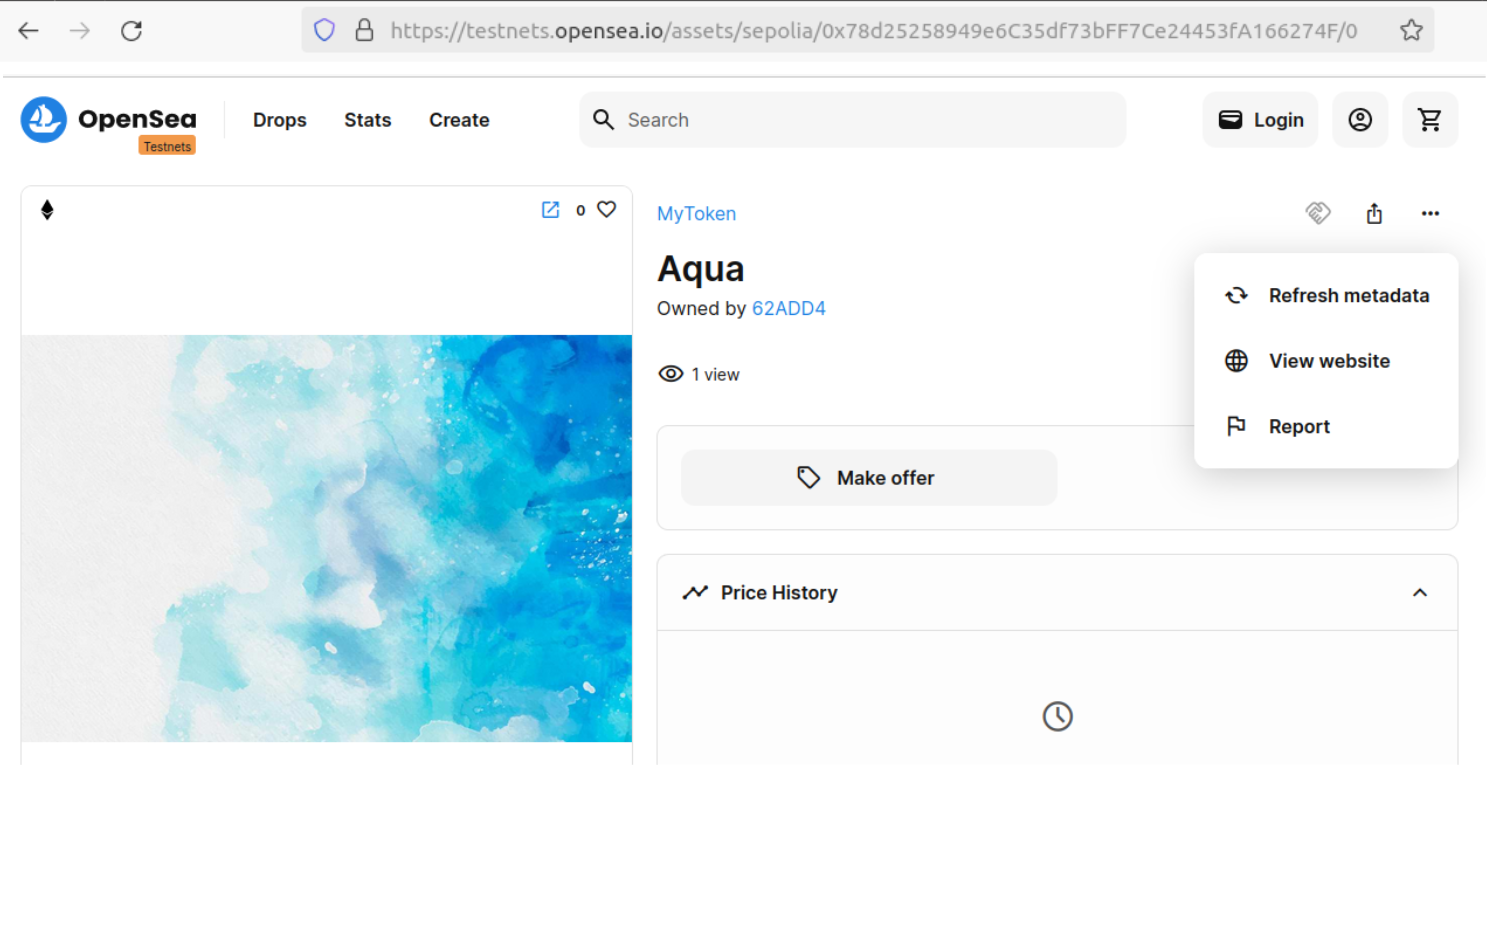 https://testnets.opensea.io/assets/sepolia/0x78d25258949e6C35df73bFF7Ce24453fA166274F/0
OpenSea
Testnets
Drops
Stats
Create
Search
Login
0
MyToken
Aqua
Owned by 62ADD4
1 view
Refresh metadata
View website
Report
Make offer
Price History